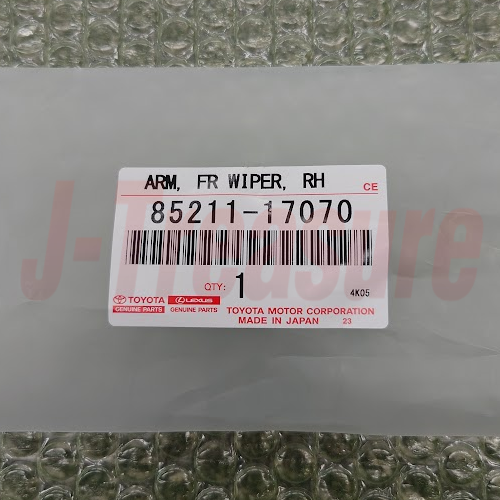 ARM, FR WIPER, RH
CE
85211-17070
J-Treasure
QTY: 1
4K05
TOYOTA LEXUS
GENUINE PARTS GENUINE PARTS
TOYOTA MOTOR CORPORATION
MADE IN JAPAN 23